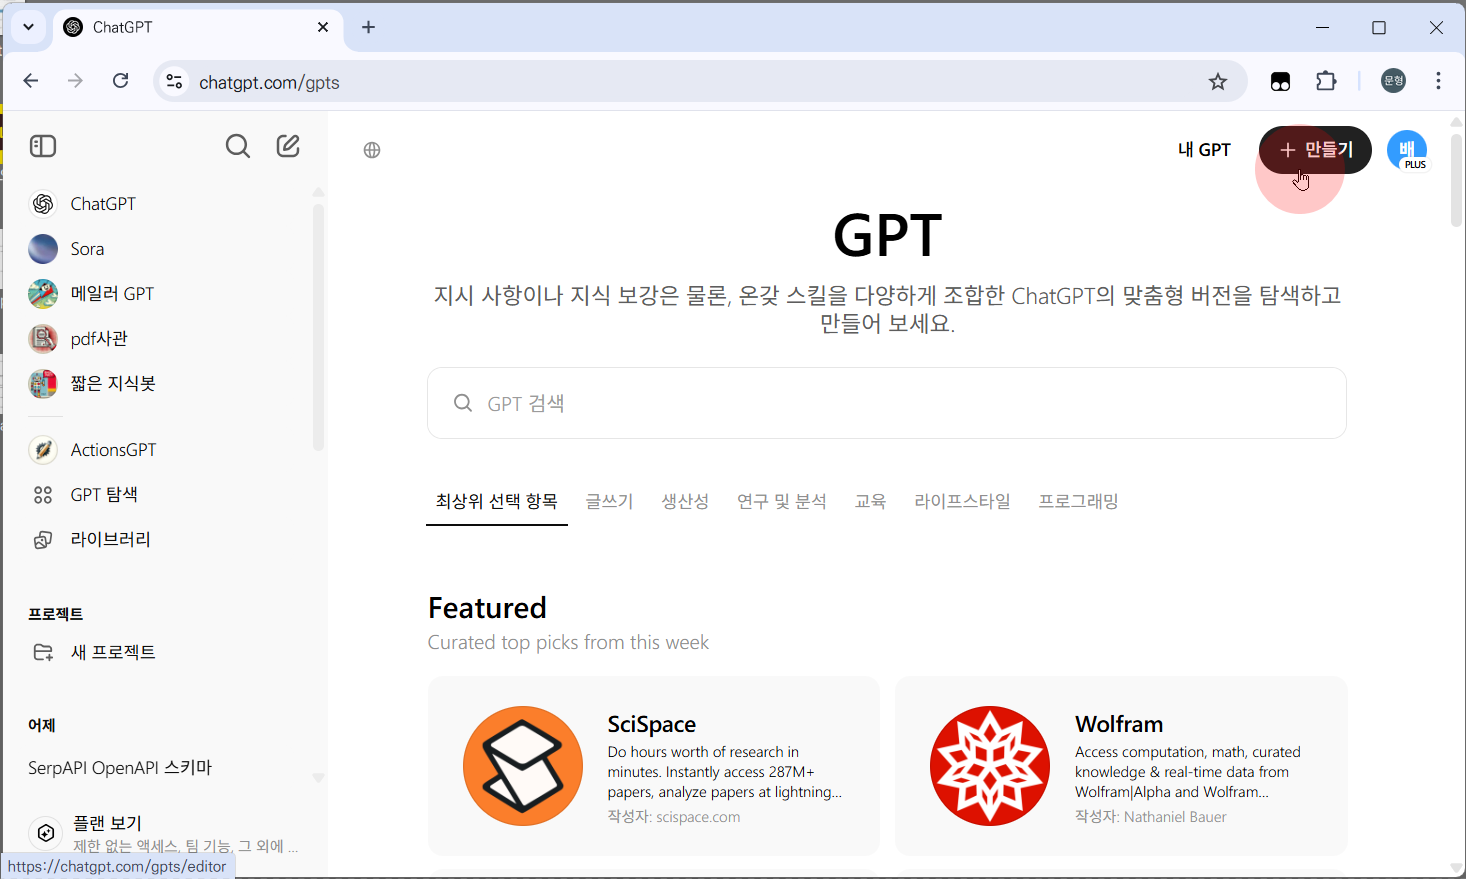 ChatGPT
chatgpt.com/gpts
문형
내 GPT
만들기
배
PLUS
ChatGPT
Sora
메일러 GPT
pdf사관
짧은 지식봇
ActionsGPT
GPT 탐색
라이브러리
프로젝트
새 프로젝트
어제
SerpAPI OpenAPI 스키마
플랜 보기
제한 없는 액세스, 팀 기능, 그 외에 ...
https://chatgpt.com/gpts/editor
GPT
지시 사항이나 지식 보강은 물론, 온갖 스킬을 다양하게 조합한 ChatGPT의 맞춤형 버전을 탐색하고
만들어 보세요.
GPT 검색
최상위 선택 항목 글쓰기 생산성 연구 및 분석 교육 라이프스타일 프로그래밍
Featured
Curated top picks from this week
SciSpace
Do hours worth of research in
minutes. Instantly access 287M+
papers, analyze papers at lightning...
작성자: scispace.com
Wolfram
Access computation, math, curated
knowledge & real-time data from
Wolfram|Alpha and Wolfram...
작성자: Nathaniel Bauer